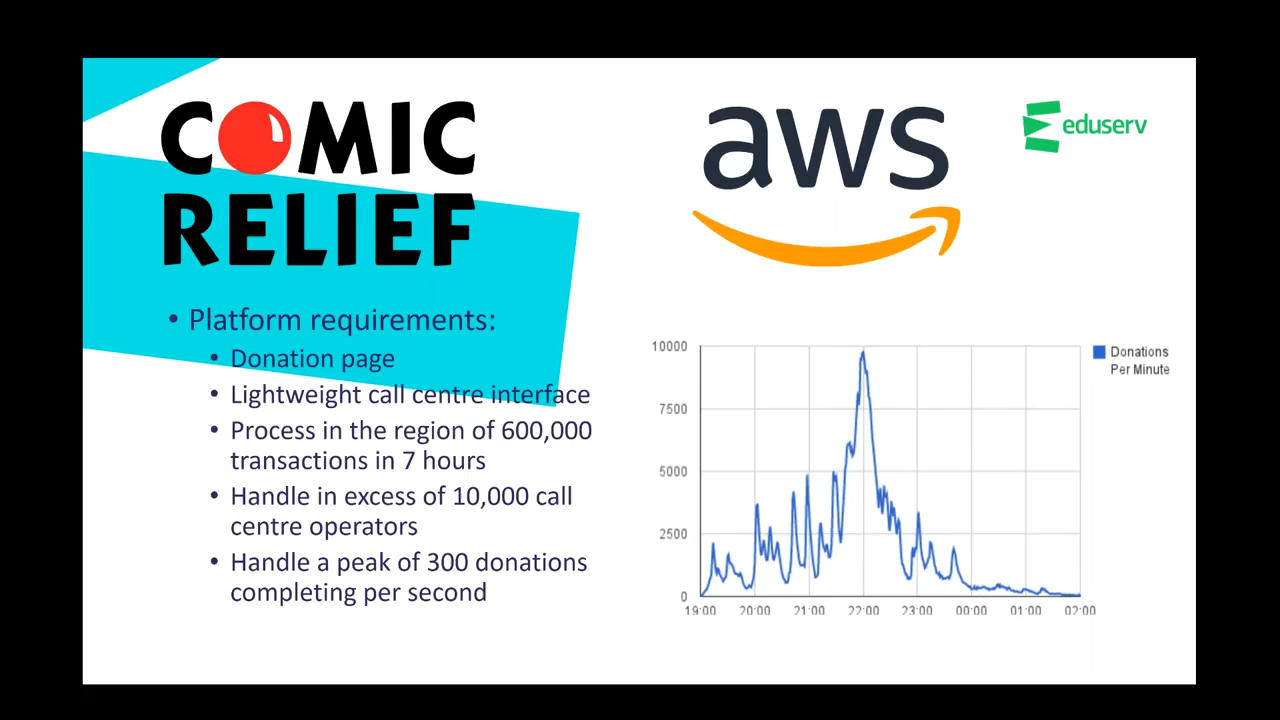 COMIC
RELIEF
aws
eduserv
• Platform requirements:
• Donation page
• Lightweight call centre interface
• Process in the region of 600,000
transactions in 7 hours
• Handle in excess of 10,000 call
centre operators
• Handle a peak of 300 donations
completing per second
10000
7500
5000
2500
0
19:00 20:00 21:00 22:00 23:00 00:00 01:00 02:00
Donations
Per Minute